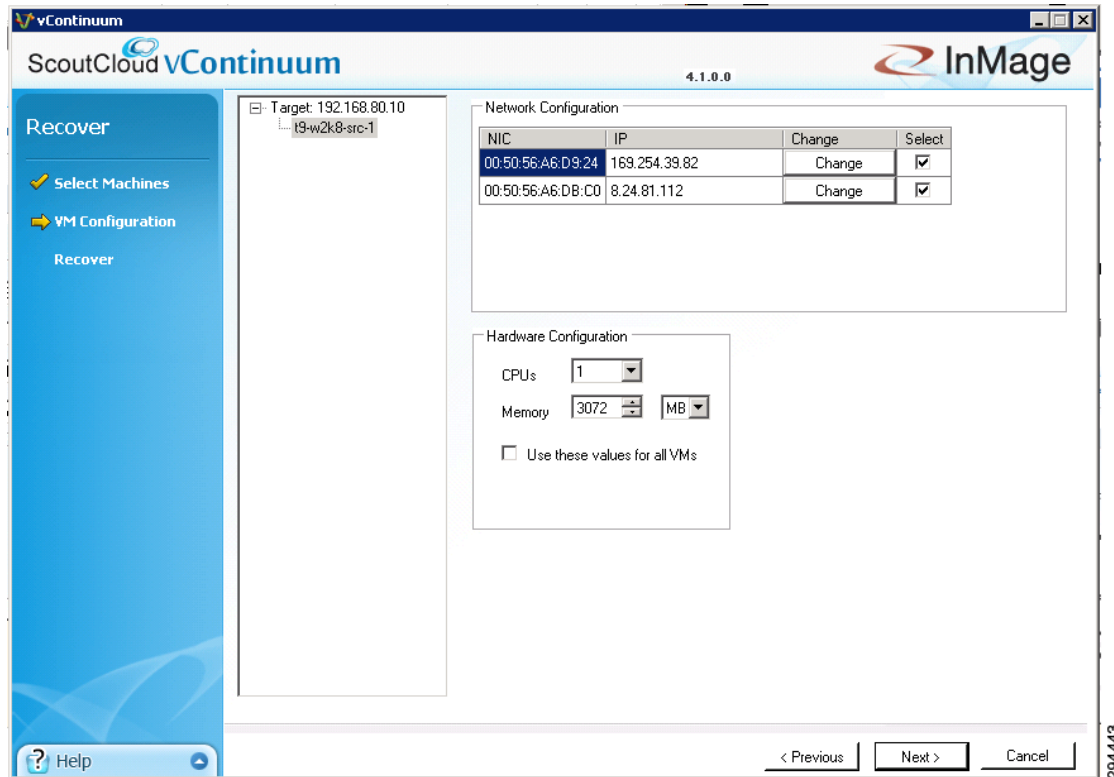 vContinuum
ScoutCloud vContinuum
4.1.0.0
InMage
Recover
Select Machines
VM Configuration
Recover
Help
Target: 192.168.80.10
t9-w2k8-src-1
Network Configuration
NIC IP Change Select
00:50:56:A6:D9:24 169.254.39.82 Change
00:50:56:A6:DB:C0 8.24.81.112 Change
Hardware Configuration
CPUs 1
Memory 3072 MB
Use these values for all VMs
< Previous Next > Cancel